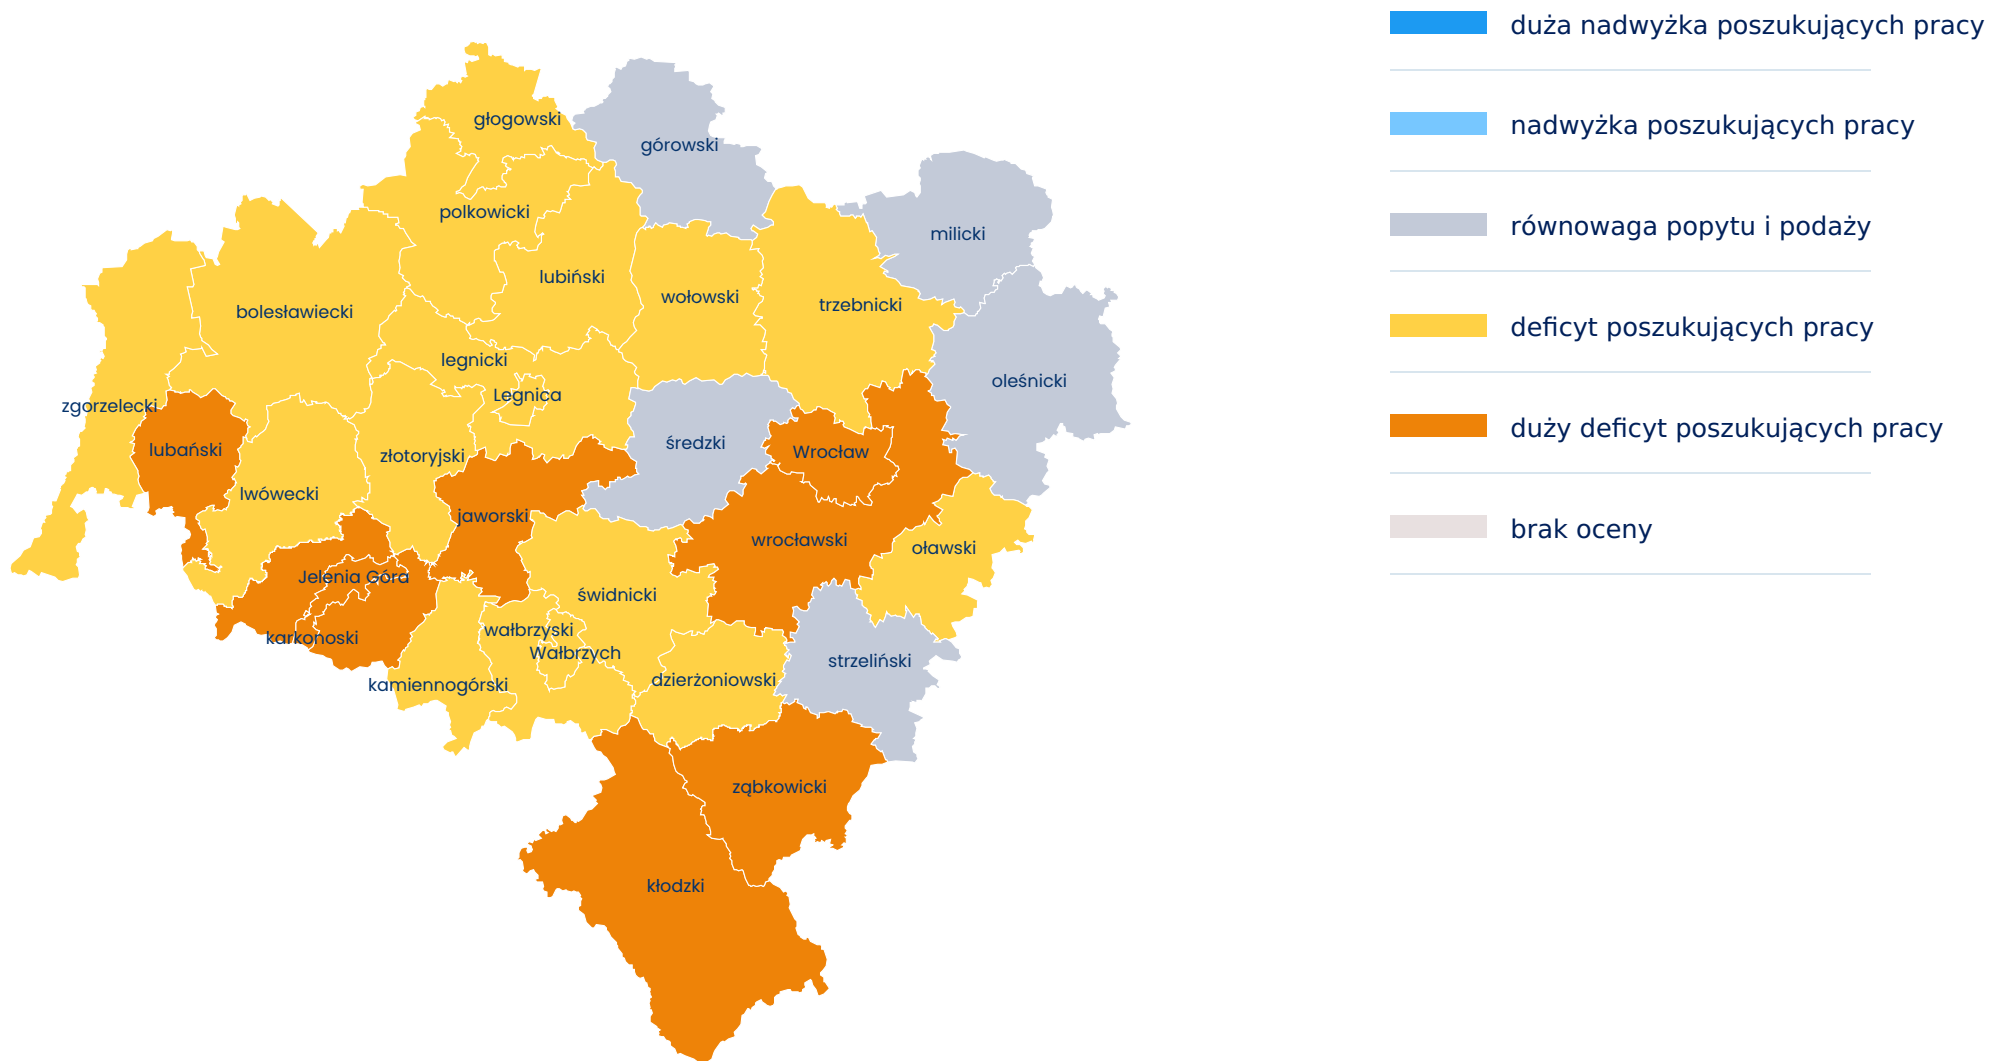 głogowski
górowski
polkowicki
milicki
lubiński
wołowski
trzebnicki
bolesławiecki
legnicki
oleśnicki
Legnica
zgorzelecki
średzki
lubański
Wrocław
złotoryjski
lwówecki
jaworski
wrocławski
oławski
Jelenia Góra
świdnicki
wałbrzyski
karkonoski
Wałbrzych
strzeliński
dzierżoniowski
kamiennogórski
ząbkowicki
kłodzki
duża nadwyżka poszukujących pracy
nadwyżka poszukujących pracy
równowaga popytu i podaży
deficyt poszukujących pracy
duży deficyt poszukujących pracy
brak oceny